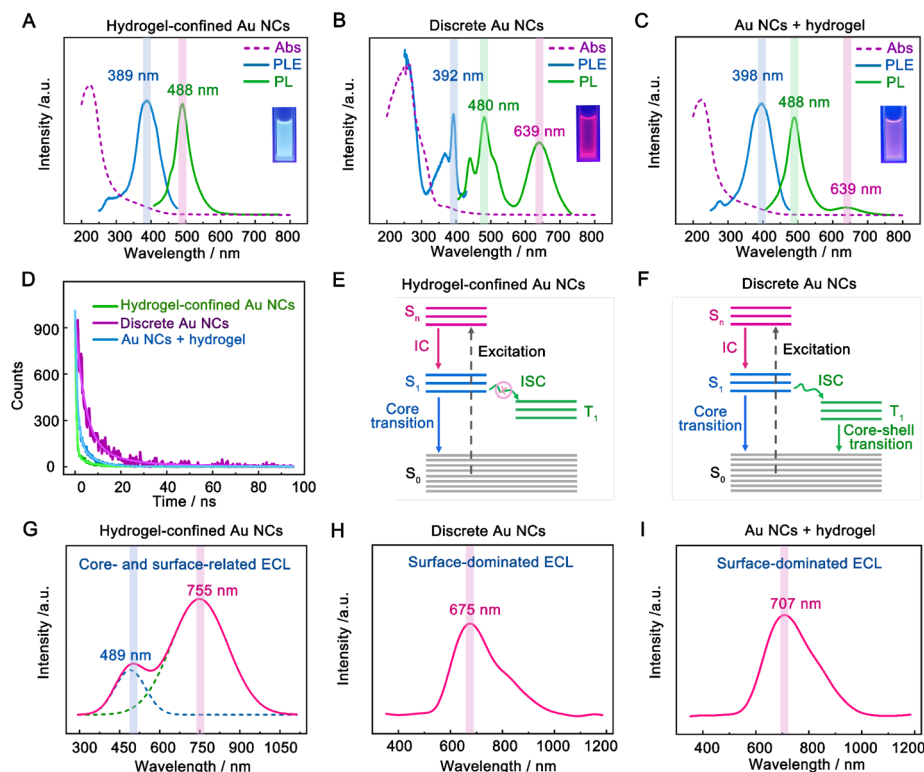 A
Hydrogel-confined Au NCs
Abs
PLE
PL
389 nm
488 nm
Intensity /a.u.
200 300 400 500 600 700 800
Wavelength / nm
B
Discrete Au NCs
Abs
PLE
PL
392 nm
480 nm
639 nm
Intensity /a.u.
200 300 400 500 600 700 800
Wavelength / nm
C
Au NCs + hydrogel
Abs
PLE
PL
398 nm
488 nm
639 nm
Intensity /a.u.
200 300 400 500 600 700 800
Wavelength / nm
D
Hydrogel-confined Au NCs
Discrete Au NCs
Au NCs + hydrogel
Counts
900
600
300
0
0 20 40 60 80 100
Time / ns
E
Hydrogel-confined Au NCs
Sn
IC
Excitation
S1
ISC
Core
transition
T1
S0
F
Discrete Au NCs
Sn
IC
Excitation
S1
ISC
Core
transition
T1
Core-shell
transition
S0
G
Hydrogel-confined Au NCs
Core- and surface-related ECL
755 nm
489 nm
Intensity /a.u.
300 450 600 750 900 1050
Wavelength / nm
H
Discrete Au NCs
Surface-dominated ECL
675 nm
Intensity /a.u.
400 600 800 1000 1200
Wavelength / nm
I
Au NCs + hydrogel
Surface-dominated ECL
707 nm
Intensity /a.u.
400 600 800 1000 1200
Wavelength / nm